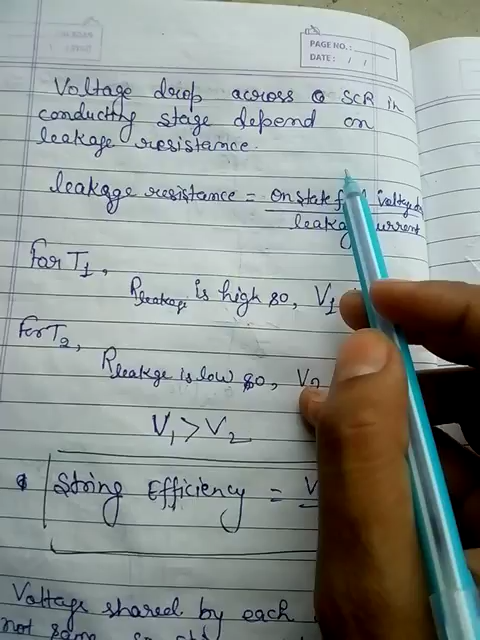 PAGE NO.:
DATE: / /
Voltage drop across a SCR in
conducting stage depend on
leakage resistance.
leakage resistance = on state voltage
leakage current
For T1,
Rleakage is high so, V1
For T2,
Rleakge is low so, V2
V1 > V2
String Efficiency = V
Voltage shared by each
not same